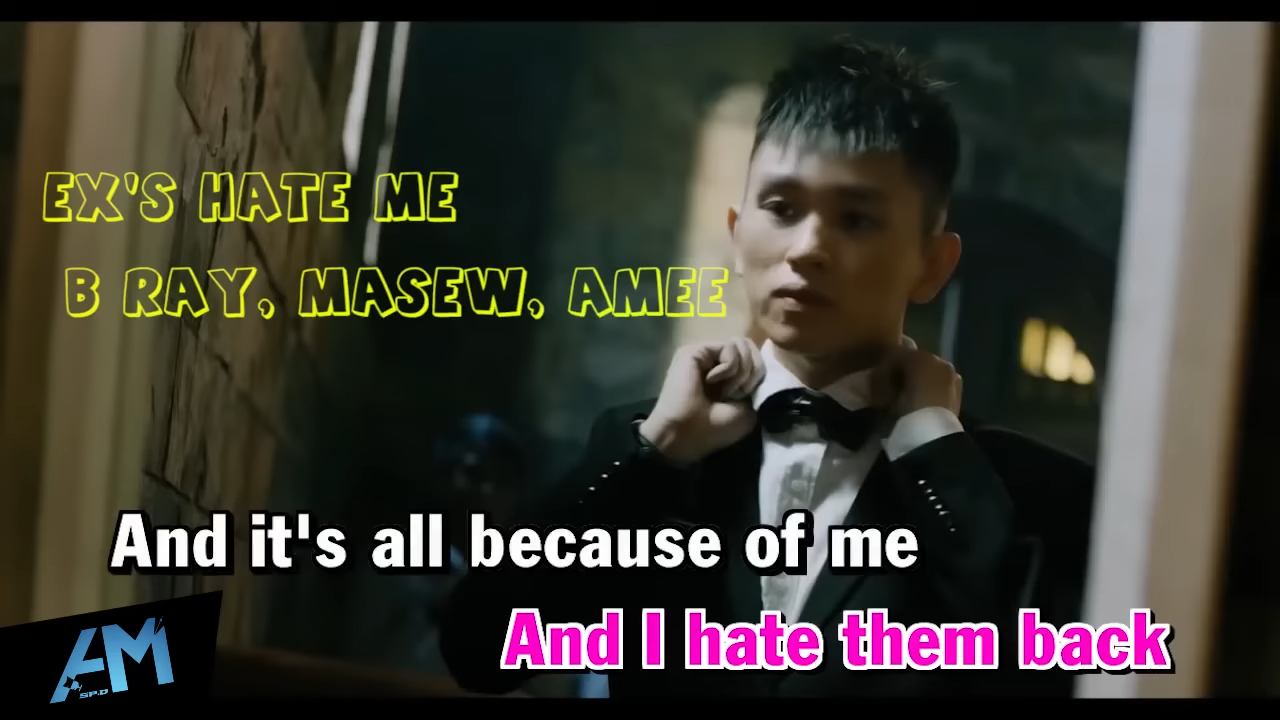 EX'S HATE ME
B RAY, MASEW, AMEE
And it's all because of me
And I hate them back
AM
SP.D